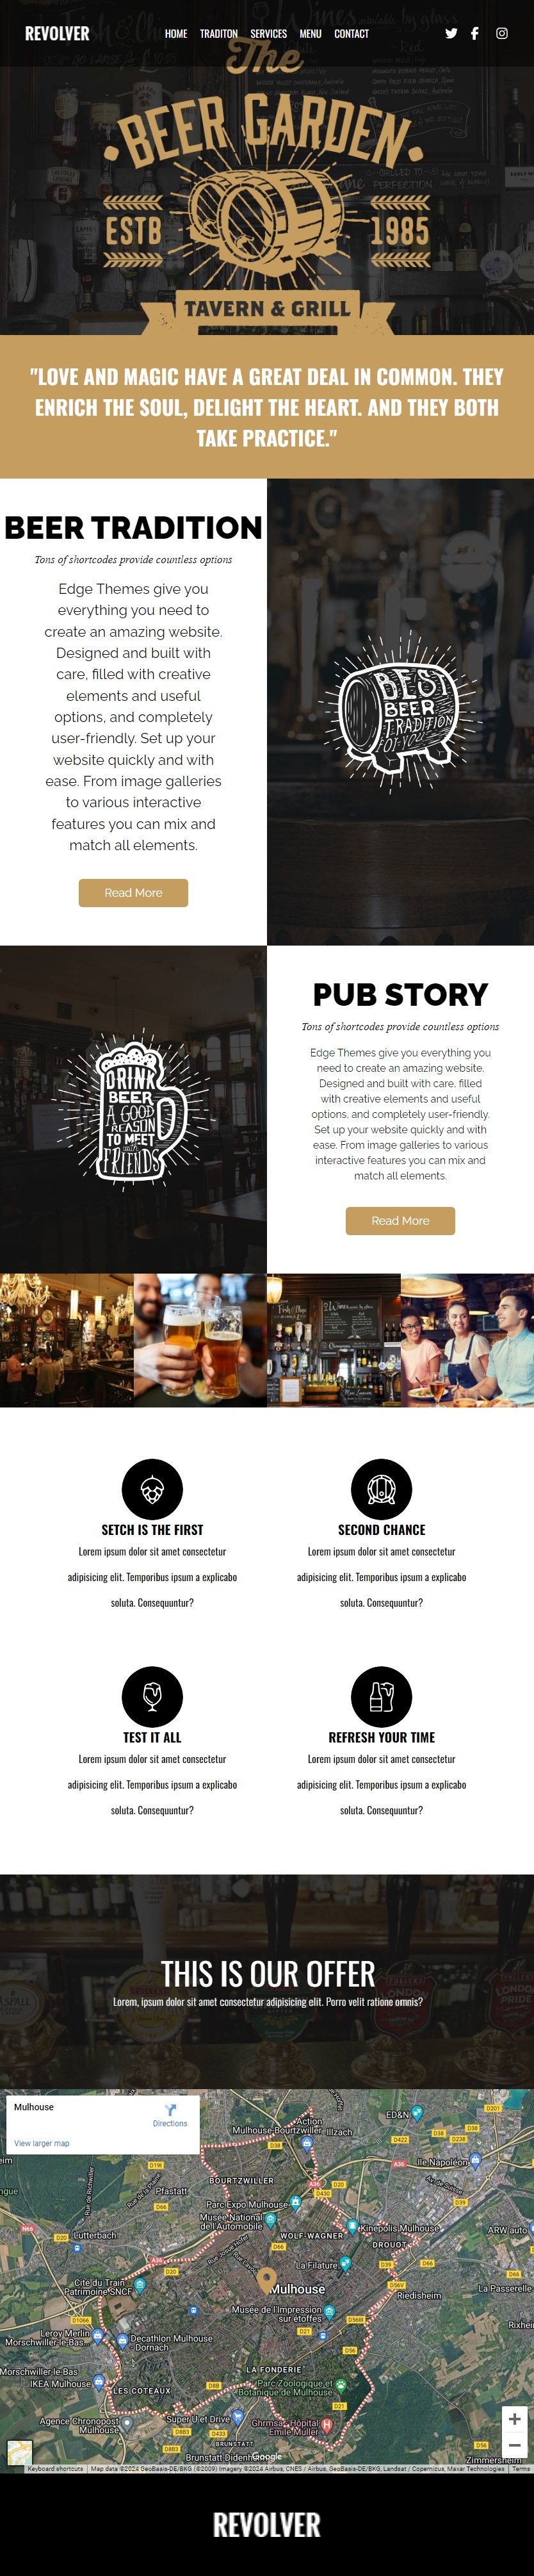 REVOLVER
HOME TRADITON SERVICES MENU CONTACT
The
BEER GARDEN
ESTB 1985
TAVERN & GRILL
"LOVE AND MAGIC HAVE A GREAT DEAL IN COMMON. THEY
ENRICH THE SOUL, DELIGHT THE HEART. AND THEY BOTH
TAKE PRACTICE."
BEER TRADITION
Tons of shortcodes provide countless options
Edge Themes give you
everything you need to
create an amazing website.
Designed and built with
care, filled with creative
elements and useful
options, and completely
user-friendly. Set up your
website quickly and with
ease. From image galleries
to various interactive
features you can mix and
match all elements.
Read More
BEST
BEER
TRADITION
FOR YOU
DRINK
BEER
A GOOD
REASON
TO MEET
with
FRIENDS
PUB STORY
Tons of shortcodes provide countless options
Edge Themes give you everything you
need to create an amazing website.
Designed and built with care, filled
with creative elements and useful
options, and completely user-friendly.
Set up your website quickly and with
ease. From image galleries to various
interactive features you can mix and
match all elements.
Read More
SETCH IS THE FIRST
Lorem ipsum dolor sit amet consectetur
adipisicing elit. Temporibus ipsum a explicabo
soluta. Consequuntur?
SECOND CHANCE
Lorem ipsum dolor sit amet consectetur
adipisicing elit. Temporibus ipsum a explicabo
soluta. Consequuntur?
TEST IT ALL
Lorem ipsum dolor sit amet consectetur
adipisicing elit. Temporibus ipsum a explicabo
soluta. Consequuntur?
REFRESH YOUR TIME
Lorem ipsum dolor sit amet consectetur
adipisicing elit. Temporibus ipsum a explicabo
soluta. Consequuntur?
THIS IS OUR OFFER
Lorem, ipsum dolor sit amet consectetur adipisicing elit. Porro velit ratione omnis?
LONDON
PRIDE
Mulhouse
Directions
View larger map
Action
Mulhouse-Bourtzwiller
Illzach
ED&N
Ile Napoléon
BOURTZWILLER
Pfastatt
Parc Expo Mulhouse
Musée National
de l'Automobile
WOLF-WAGNER
Kinepolis Mulhouse
DROUOT
ARW auto
Lutterbach
La Filature
Cité du Train
Patrimoine SNCF
Mulhouse
Riedisheim
La Passerelle
Musée de l'Impression
sur étoffes
Rixhei
Leroy Merlin
Morschwiller-le-Bas
Decathlon Mulhouse
- Dornach
Morschwiller-le-Bas
IKEA Mulhouse
LA FONDERIE
Parc Zoologique et
Botanique de Mulhouse
LES COTEAUX
Agence Chronopost
Mulhouse
Super U et Drive
Ghrmsa - Hôpital
Emile Muller
BRUNSTATT
Brunstatt-Didenh
Google
Zimmersheim
Keyboard shortcuts Map data ©2024 GeoBasis-DE/BKG (©2009) Imagery ©2024 Airbus, CNES / Airbus, GeoBasis-DE/BKG, Landsat / Copernicus, Maxar Technologies Terms
REVOLVER